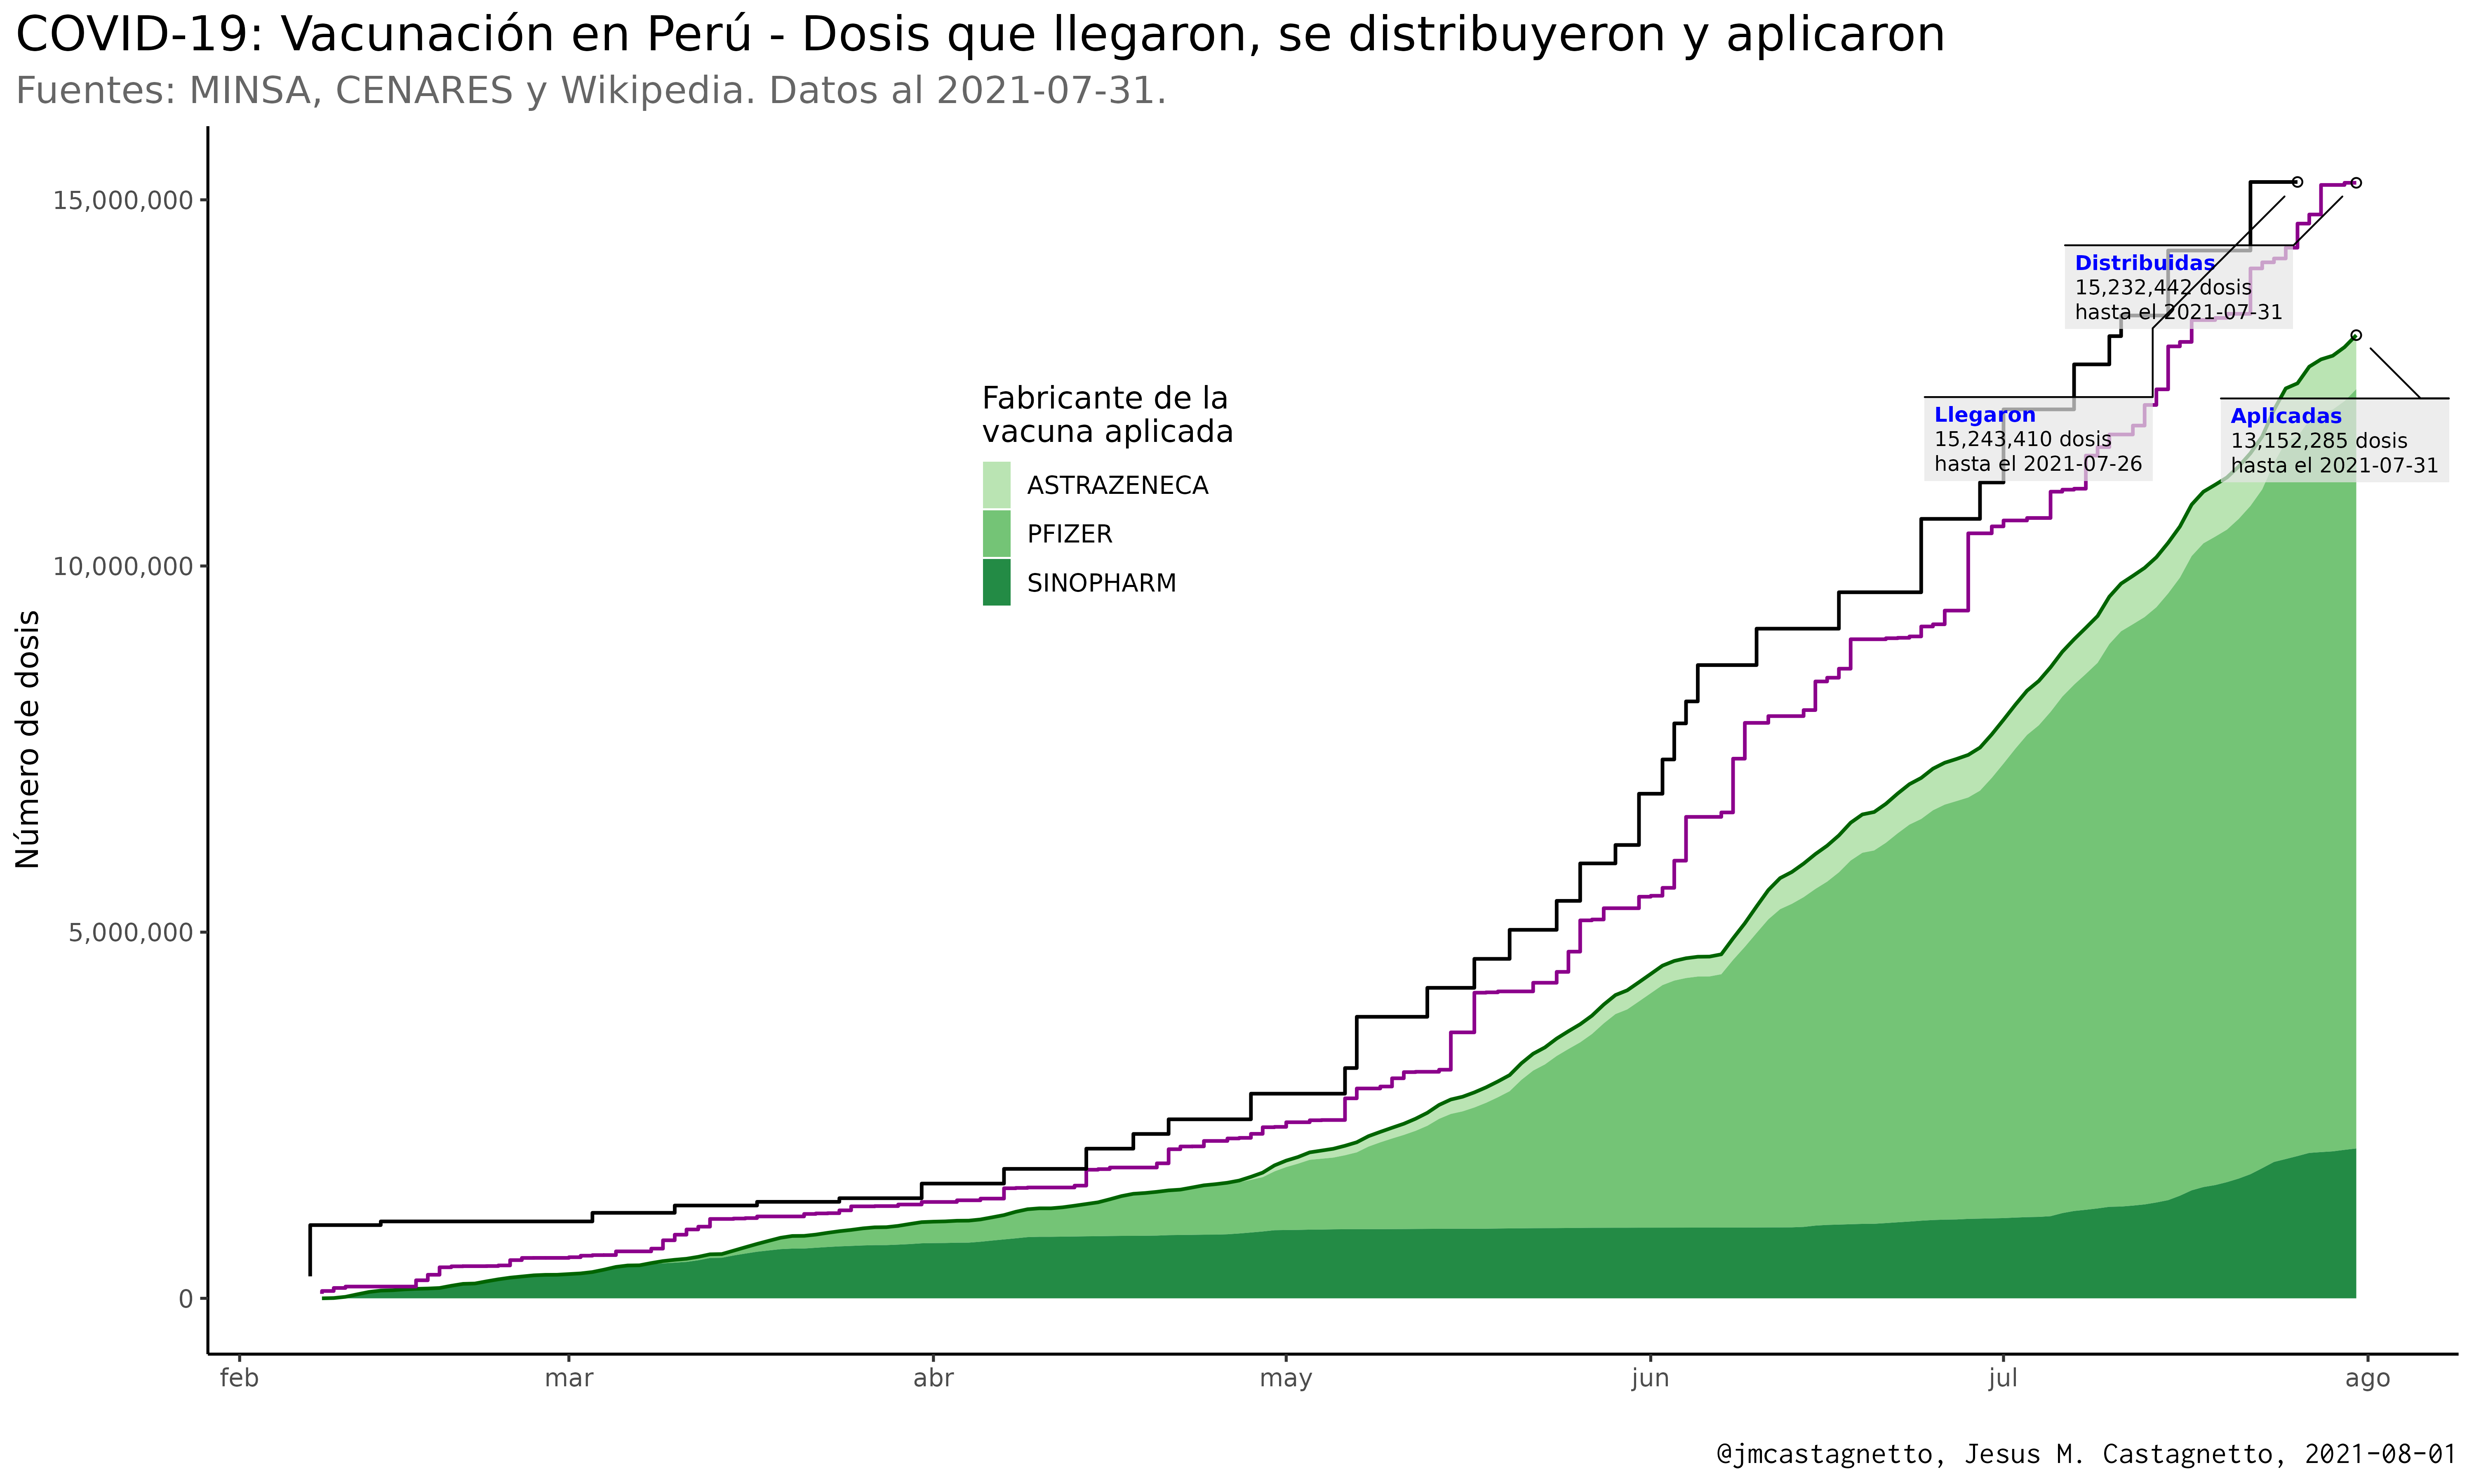 COVID-19: Vacunación en Perú - Dosis que llegaron, se distribuyeron y aplicaron
Fuentes: MINSA, CENARES y Wikipedia. Datos al 2021-07-31.
Número de dosis
15,000,000
10,000,000
5,000,000
0
Fabricante de la
vacuna aplicada
ASTRAZENECA
PFIZER
SINOPHARM
Distribuidas
15,232,442 dosis
hasta el 2021-07-31
Llegaron
15,243,410 dosis
hasta el 2021-07-26
Aplicadas
13,152,285 dosis
hasta el 2021-07-31
feb
mar
abr
may
jun
jul
ago
@jmcastagnetto, Jesus M. Castagnetto, 2021-08-01